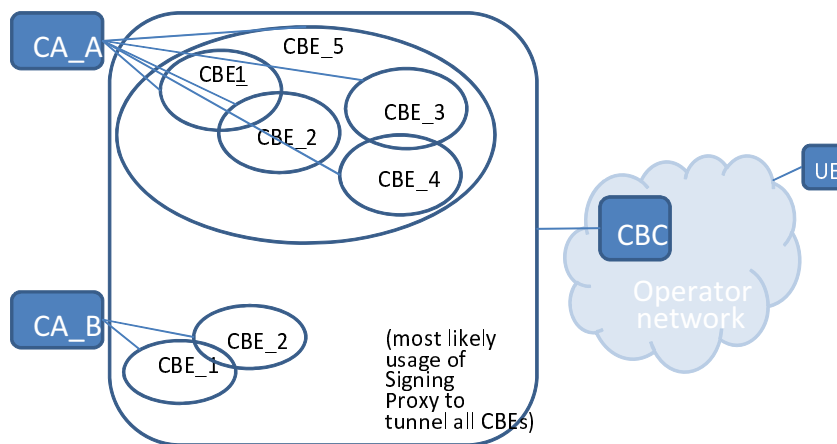 CA_A
CBE_5
CBE1
CBE_2
CBE_3
CBE_4
UE
CBC
Operator
network
CA_B
CBE_2
CBE_1
(most likely
usage of
Signing
Proxy to
tunnel all CBEs)